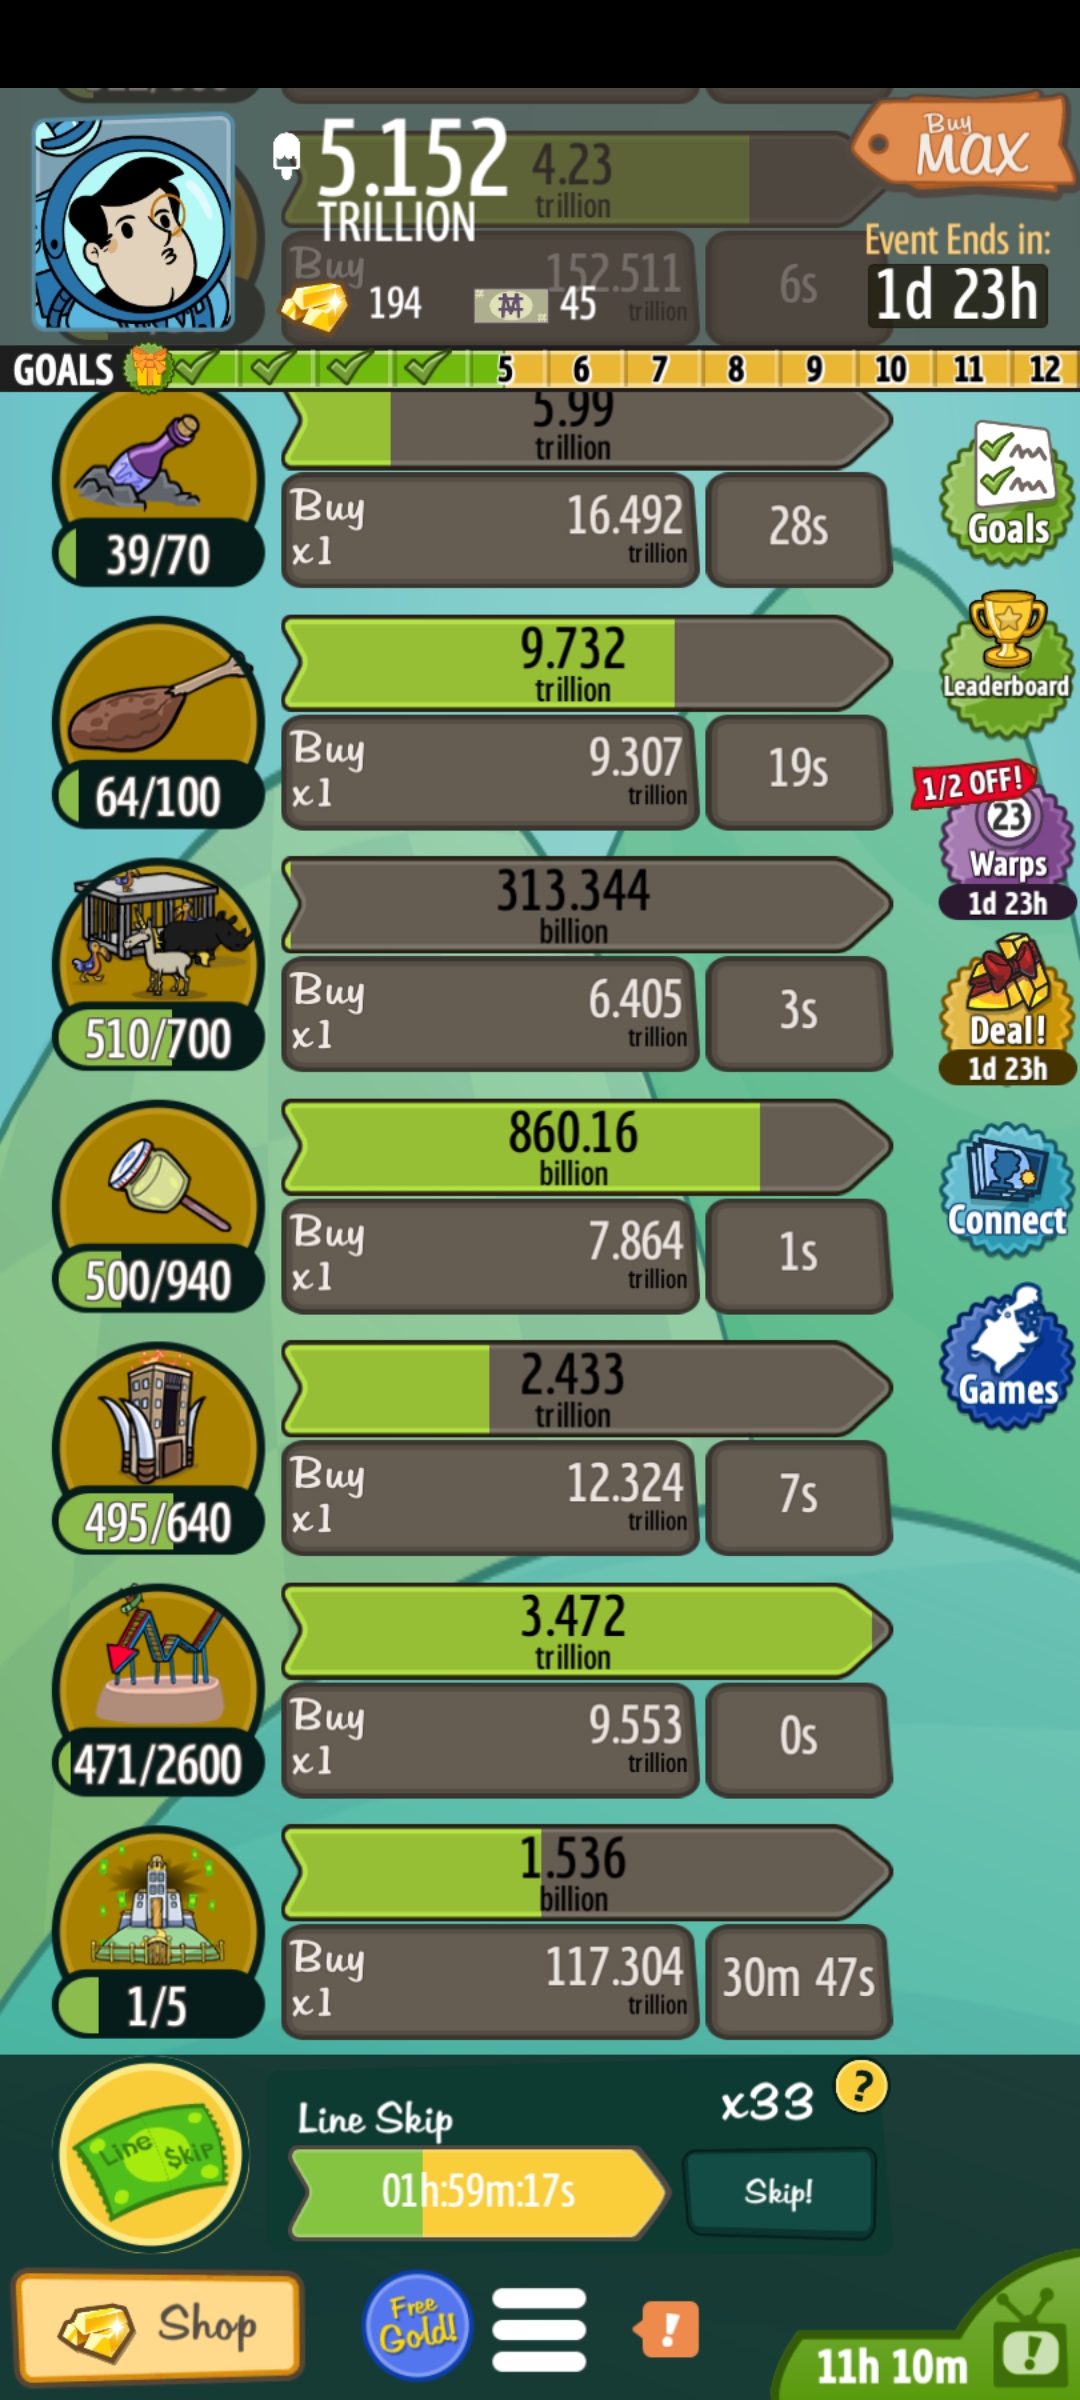 5.152
TRILLION
4.23
trillion
Buy
MAX
Event Ends in:
1d 23h
Buy
152.511
trillion
6s
194
45
GOALS 5 6 7 8 9 10 11 12
5.99
trillion
39/70
Buy
x1
16.492
trillion
28s
Goals
9.732
trillion
64/100
Buy
x1
9.307
trillion
19s
Leaderboard
1/2 OFF!
23
Warps
1d 23h
313.344
billion
510/700
Buy
x1
6.405
trillion
3s
Deal!
1d 23h
860.16
billion
500/940
Buy
x1
7.864
trillion
1s
Connect
2.433
trillion
495/640
Buy
x1
12.324
trillion
7s
Games
3.472
trillion
471/2600
Buy
x1
9.553
trillion
0s
1.536
billion
1/5
Buy
x1
117.304
trillion
30m 47s
Line $kip
Line Skip
x33
?
01h:59m:17s
Skip!
Shop
Free
Gold!
!
11h 10m
!